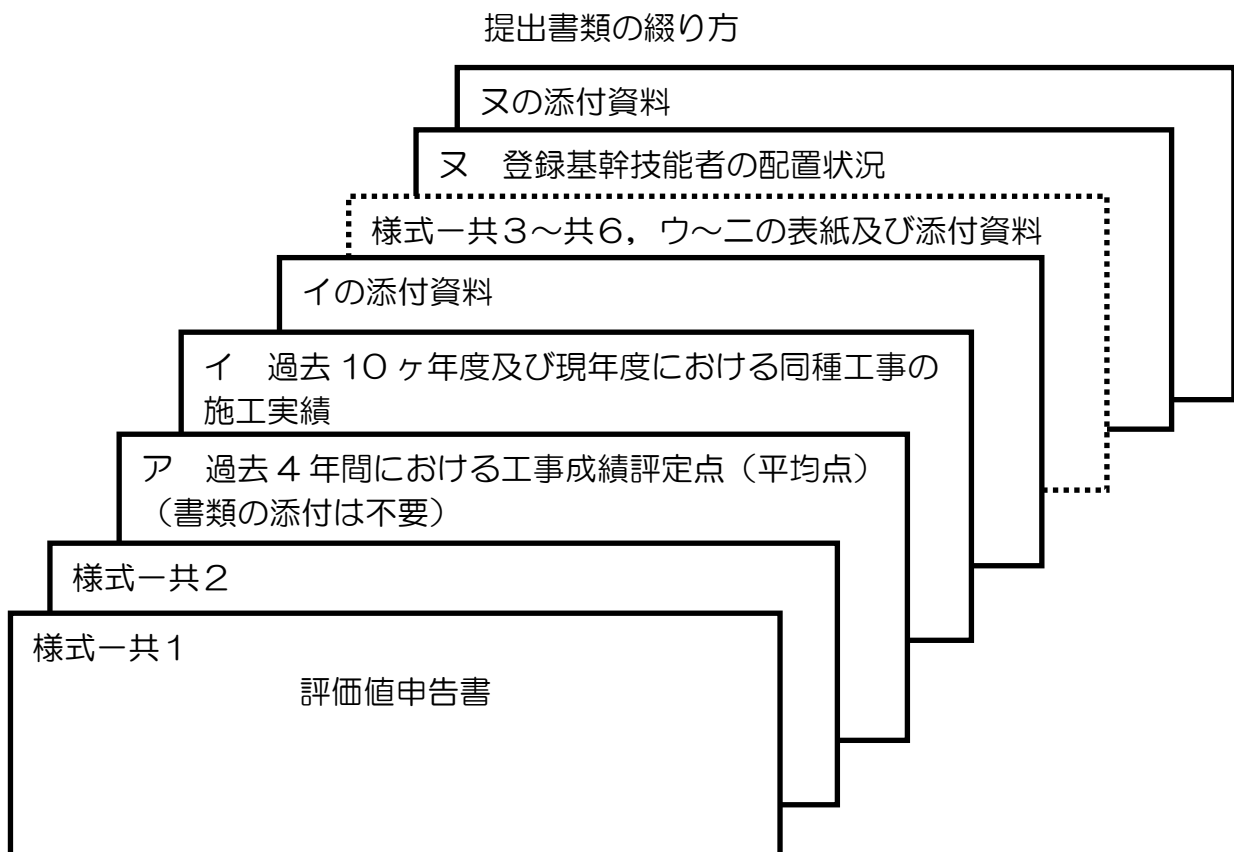 提出書類の綴り方
ヌの添付資料
ヌ　登録基幹技能者の配置状況
様式－共３～共６，ウ～ニの表紙及び添付資料
イの添付資料
イ　過去 10 ヶ年度及び現年度における同種工事の
施工実績
ア　過去 4 年間における工事成績評定点（平均点）
（書類の添付は不要）
様式－共２
様式－共１
評価値申告書